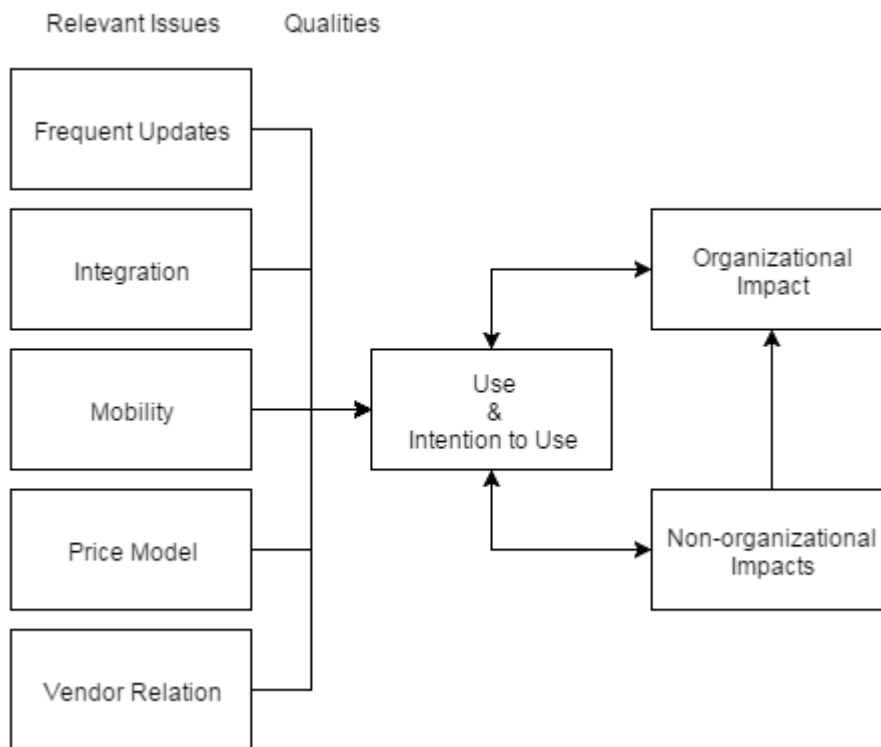 Relevant Issues
Qualities
Frequent Updates
Integration
Mobility
Price Model
Vendor Relation
Use
&
Intention to Use
Organizational
Impact
Non-organizational
Impacts